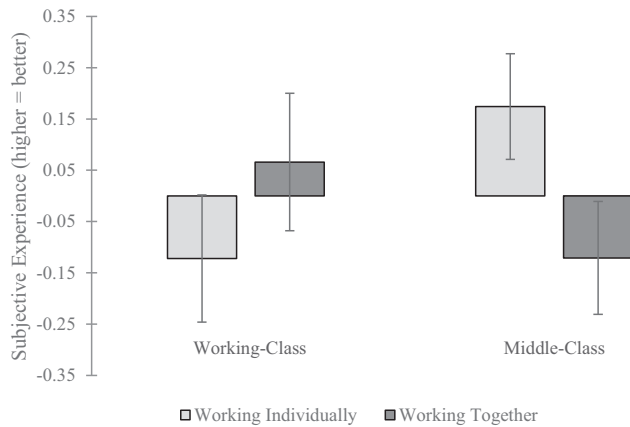 Subjective Experience (higher = better)
0.35
0.25
0.15
0.05
-0.05
-0.15
-0.25
-0.35
Working-Class
Middle-Class
Working Individually
Working Together